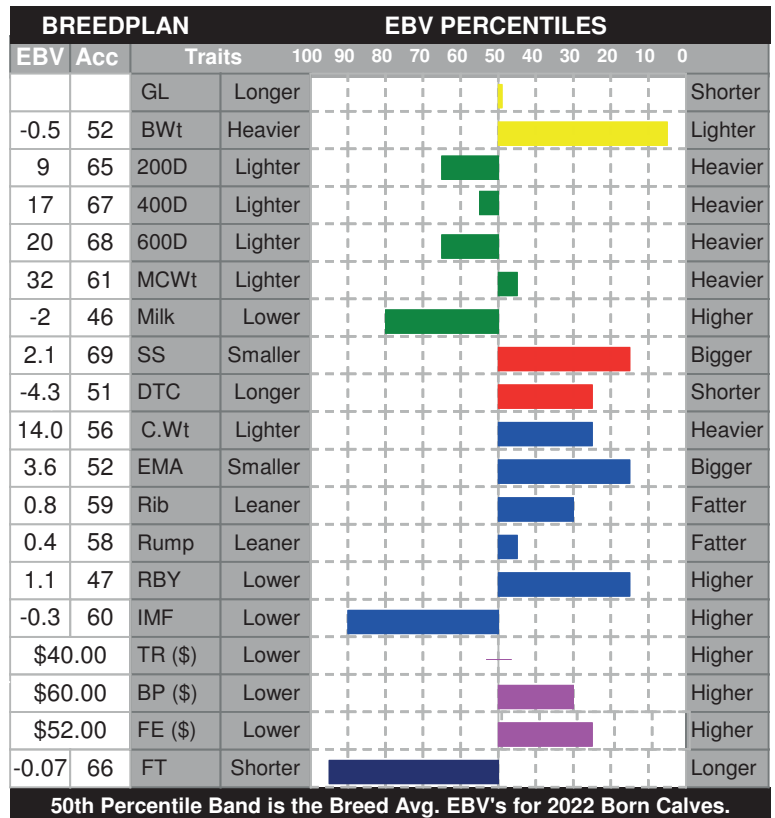 BREEDPLAN EBV PERCENTILES
EBV Acc Traits 100 90 80 70 60 50 40 30 20 10 0
GL Longer Shorter
-0.5 52 BWt Heavier Lighter
9 65 200D Lighter Heavier
17 67 400D Lighter Heavier
20 68 600D Lighter Heavier
32 61 MCWt Lighter Heavier
-2 46 Milk Lower Higher
2.1 69 SS Smaller Bigger
-4.3 51 DTC Longer Shorter
14.0 56 C.Wt Lighter Heavier
3.6 52 EMA Smaller Bigger
0.8 59 Rib Leaner Fatter
0.4 58 Rump Leaner Fatter
1.1 47 RBY Lower Higher
-0.3 60 IMF Lower Higher
$40.00 TR ($) Lower Higher
$60.00 BP ($) Lower Higher
$52.00 FE ($) Lower Higher
-0.07 66 FT Shorter Longer
50th Percentile Band is the Breed Avg. EBV's for 2022 Born Calves.